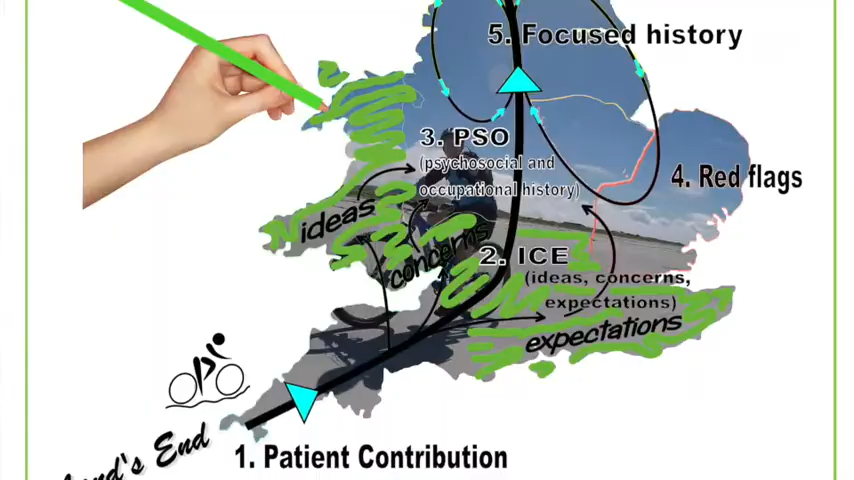 5. Focused history
3. PSO
(psychosocial and
occupational history)
4. Red flags
ideas
concerns
2. ICE
(ideas, concerns,
expectations)
expectations
End
1. Patient Contribution